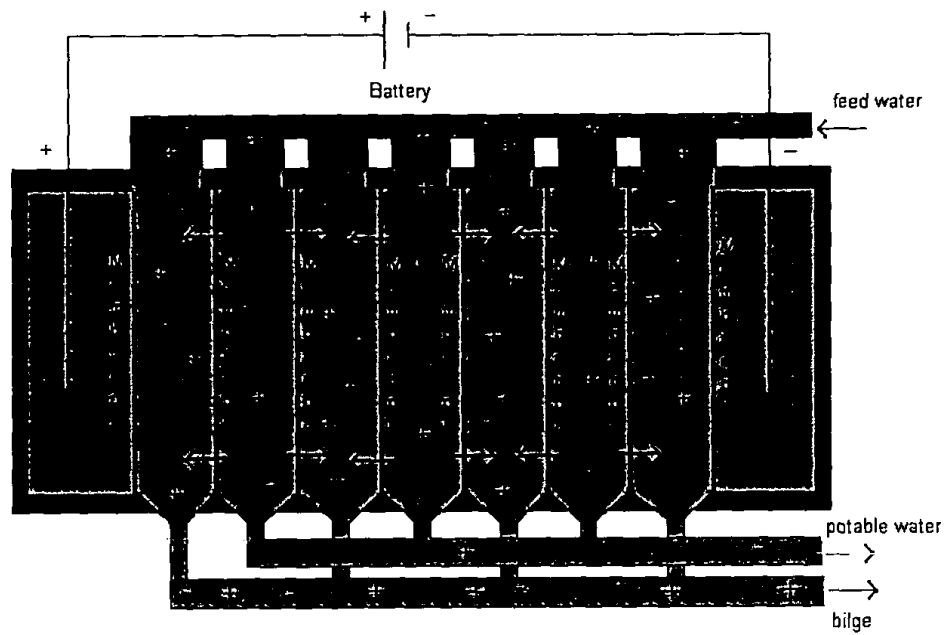 + −
Battery
feed water
+ −
potable water
bilge